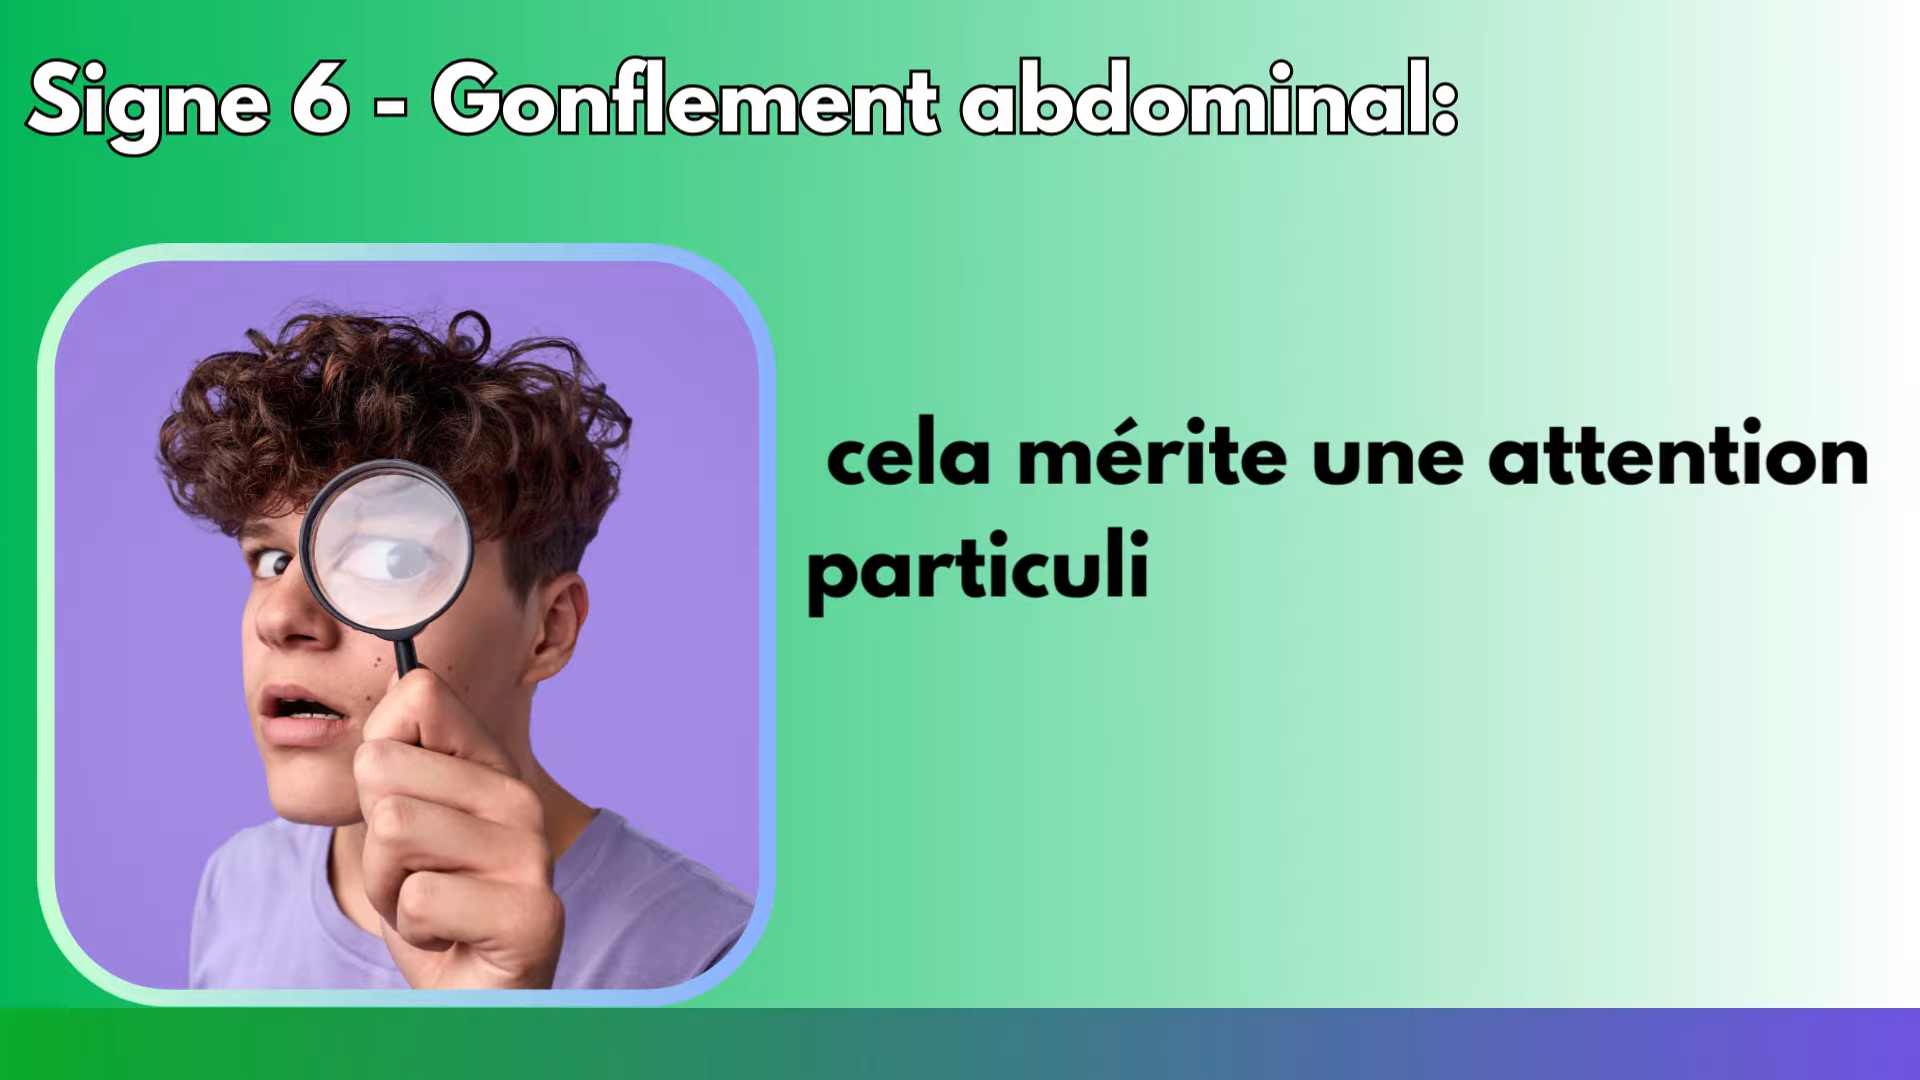 Signe 6 - Gonflement abdominal:
cela mérite une attention
particuli